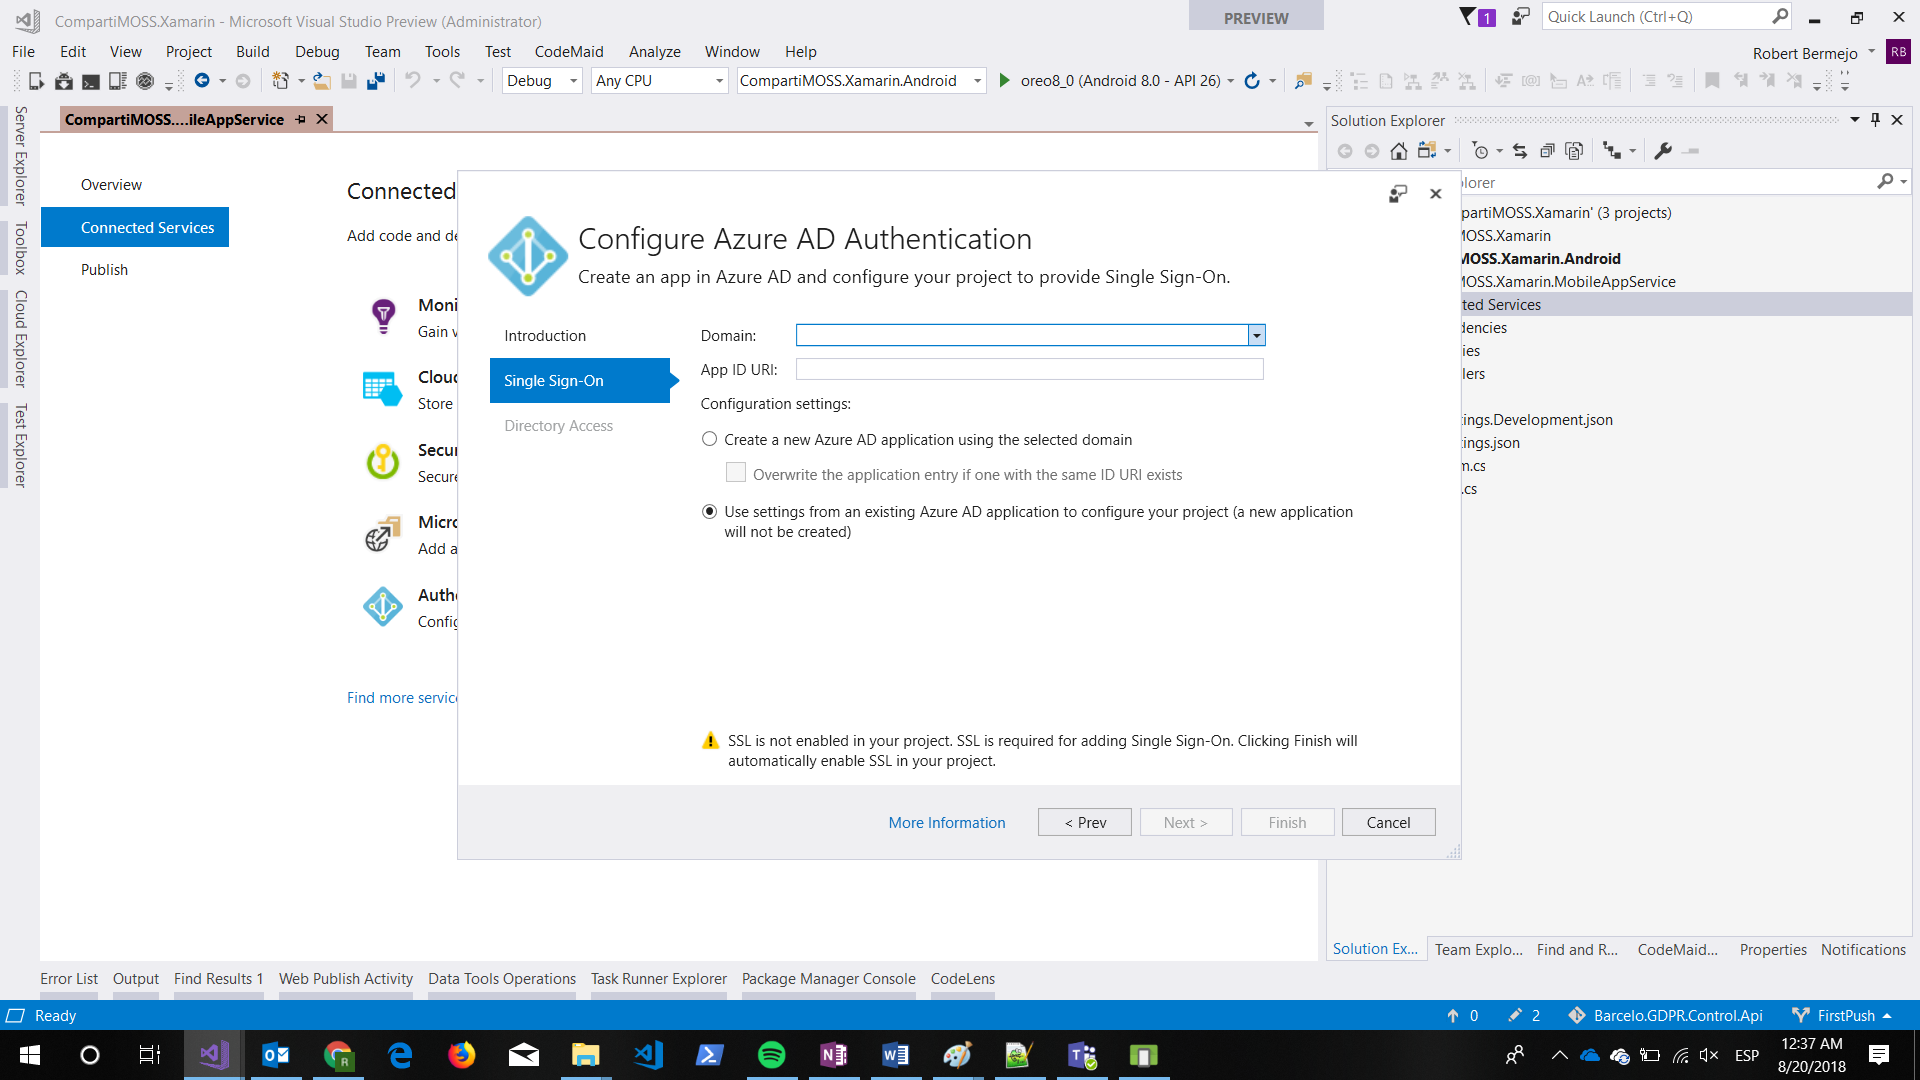 CompartiMOSS.Xamarin - Microsoft Visual Studio Preview (Administrator)
PREVIEW
1
Quick Launch (Ctrl+Q)
File Edit View Project Build Debug Team Tools Test CodeMaid Analyze Window Help
Robert Bermejo RB
Debug Any CPU CompartiMOSS.Xamarin.Android oreo8_0 (Android 8.0 - API 26)
Server Explorer
Toolbox
Cloud Explorer
Test Explorer
CompartiMOSS....ileAppService
Overview
Connected Services
Publish
Connected
Add code and de
Moni
Gain v
Clouc
Store
Secur
Secure
Micro
Add a
Authe
Config
Find more service
Configure Azure AD Authentication
Create an app in Azure AD and configure your project to provide Single Sign-On.
Introduction
Single Sign-On
Directory Access
Domain:
App ID URI:
Configuration settings:
Create a new Azure AD application using the selected domain
Overwrite the application entry if one with the same ID URI exists
Use settings from an existing Azure AD application to configure your project (a new application
will not be created)
SSL is not enabled in your project. SSL is required for adding Single Sign-On. Clicking Finish will
automatically enable SSL in your project.
More Information
< Prev
Next >
Finish
Cancel
Solution Explorer
lorer
partiMOSS.Xamarin' (3 projects)
MOSS.Xamarin
MOSS.Xamarin.Android
MOSS.Xamarin.MobileAppService
ted Services
dencies
ies
lers
ings.Development.json
ings.json
m.cs
.cs
Solution Ex... Team Explo... Find and R... CodeMaid... Properties Notifications
Error List Output Find Results 1 Web Publish Activity Data Tools Operations Task Runner Explorer Package Manager Console CodeLens
Ready
0 2 Barcelo.GDPR.Control.Api FirstPush
ESP
12:37 AM
8/20/2018